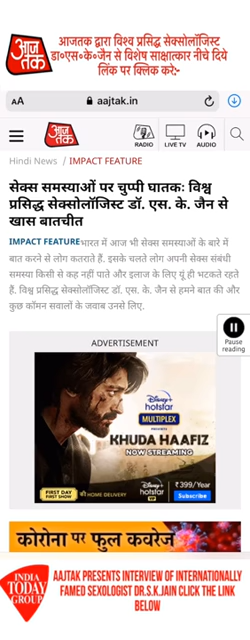 आज तक
आजतक द्वारा विश्व प्रसिद्ध सेक्सोलॉजिस्ट
डा॰एस॰के॰जैन से विशेष साक्षात्कार नीचे दिये
लिंक पर क्लिक करे:-
AA
aajtak.in
आज तक
RADIO
LIVE TV
AUDIO
Hindi News / IMPACT FEATURE
सेक्स समस्याओं पर चुप्पी घातकः विश्व
प्रसिद्ध सेक्सोलॉजिस्ट डॉ. एस. के. जैन से
खास बातचीत
IMPACT FEATURE भारत में आज भी सेक्स समस्याओं के बारे में
बात करने से लोग कतराते हैं. इसके चलते लोग अपनी सेक्स संबंधी
समस्या किसी से कह नहीं पाते और इलाज के लिए यूं ही भटकते रहते
हैं. विश्व प्रसिद्ध सेक्सोलॉजिस्ट डॉ. एस. के. जैन से हमने बात की और
कुछ कॉमन सवालों के जवाब उनसे लिए.
Pause
reading
ADVERTISEMENT
Disney+
hotstar
MULTIPLEX
PRESENTS
KHUDA HAAFIZ
NOW STREAMING
FIRST DAY
FIRST SHOW
KI HOME DELIVERY
Disney+
hotstar
VIP
₹399/Year
Subscribe
कोरोना पर फुल कवरेज
INDIA
TODAY
GROUP
AAJTAK PRESENTS INTERVIEW OF INTERNATIONALLY
FAMED SEXOLOGIST DR.S.K.JAIN CLICK THE LINK
BELOW